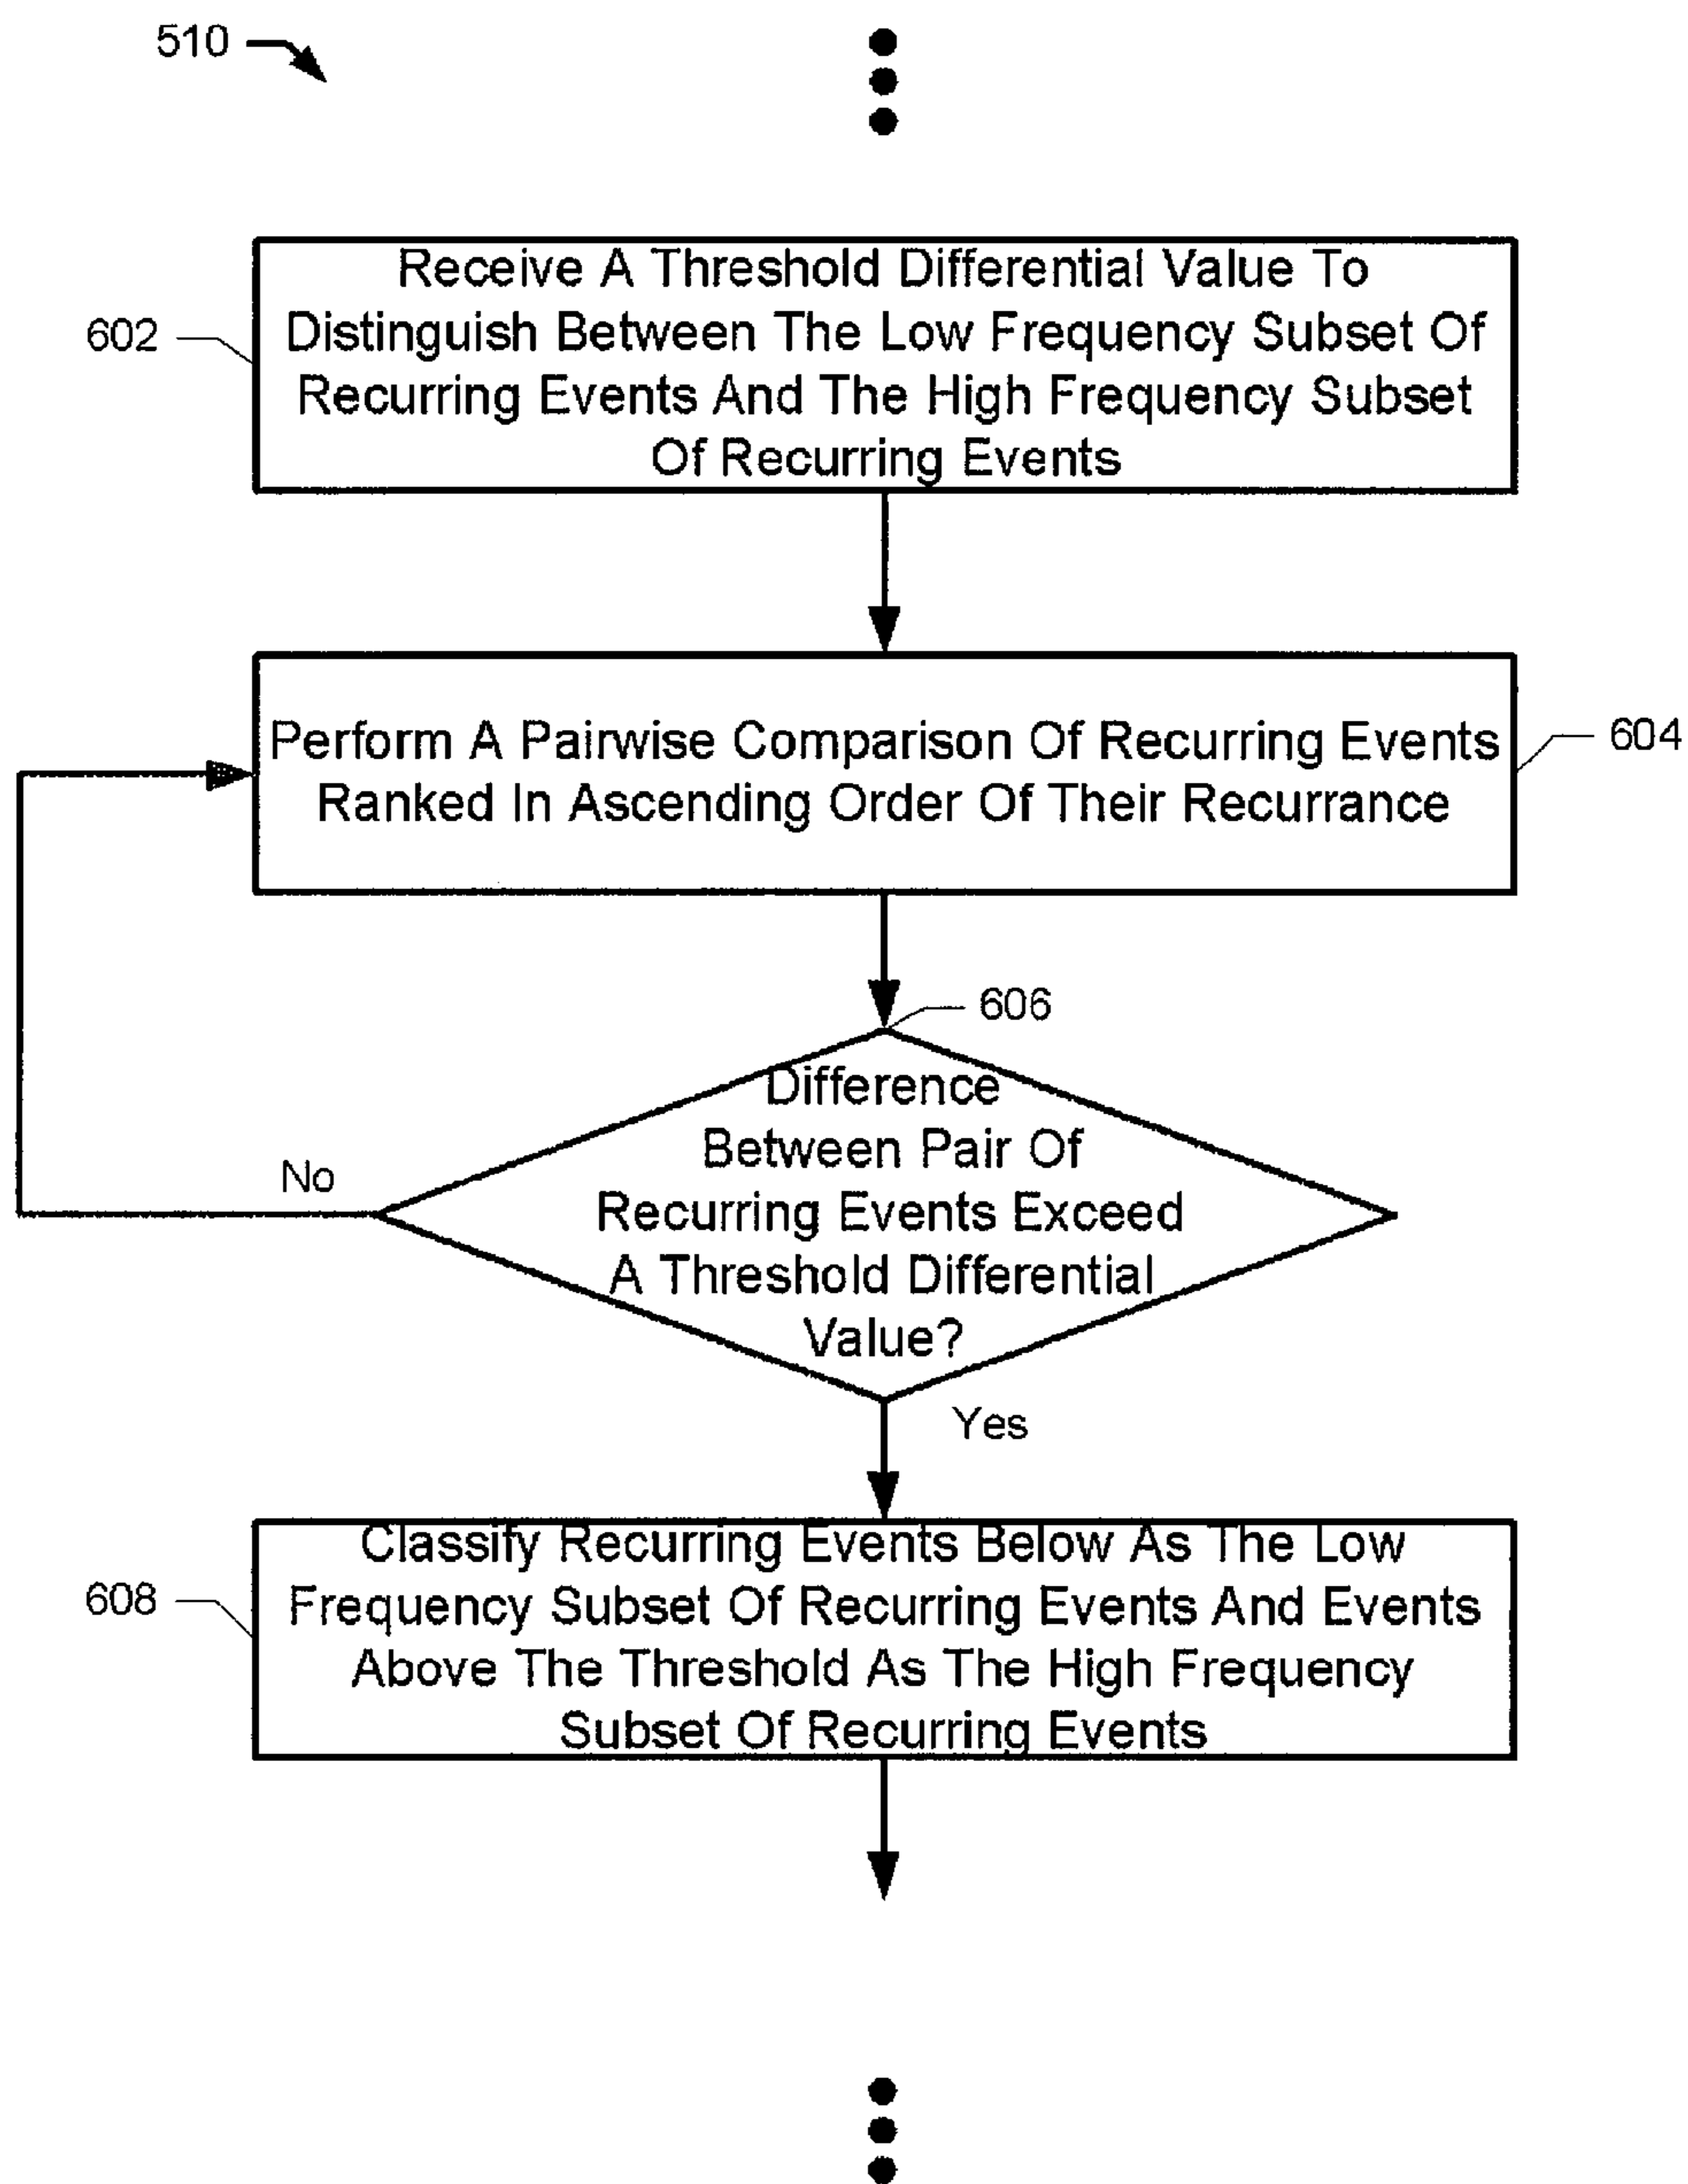 510
Receive A Threshold Differential Value To
Distinguish Between The Low Frequency Subset Of
Recurring Events And The High Frequency Subset
Of Recurring Events
602
Perform A Pairwise Comparison Of Recurring Events
Ranked In Ascending Order Of Their Recurrance
604
606
Difference
Between Pair Of
Recurring Events Exceed
A Threshold Differential
Value?
No
Yes
Classify Recurring Events Below As The Low
Frequency Subset Of Recurring Events And Events
Above The Threshold As The High Frequency
Subset Of Recurring Events
608